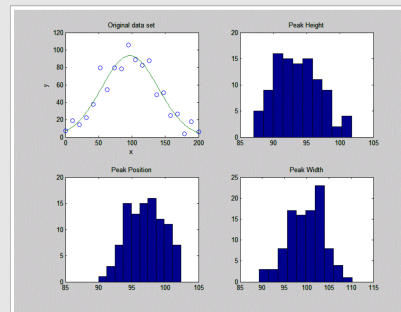 Original data set
120
100
80
60
40
20
0
y
0 50 100 150 200
x
Peak Height
20
15
10
5
0
85 90 95 100 105
Peak Position
20
15
10
5
0
85 90 95 100 105
Peak Width
25
20
15
10
5
0
85 90 95 100 105 110 115